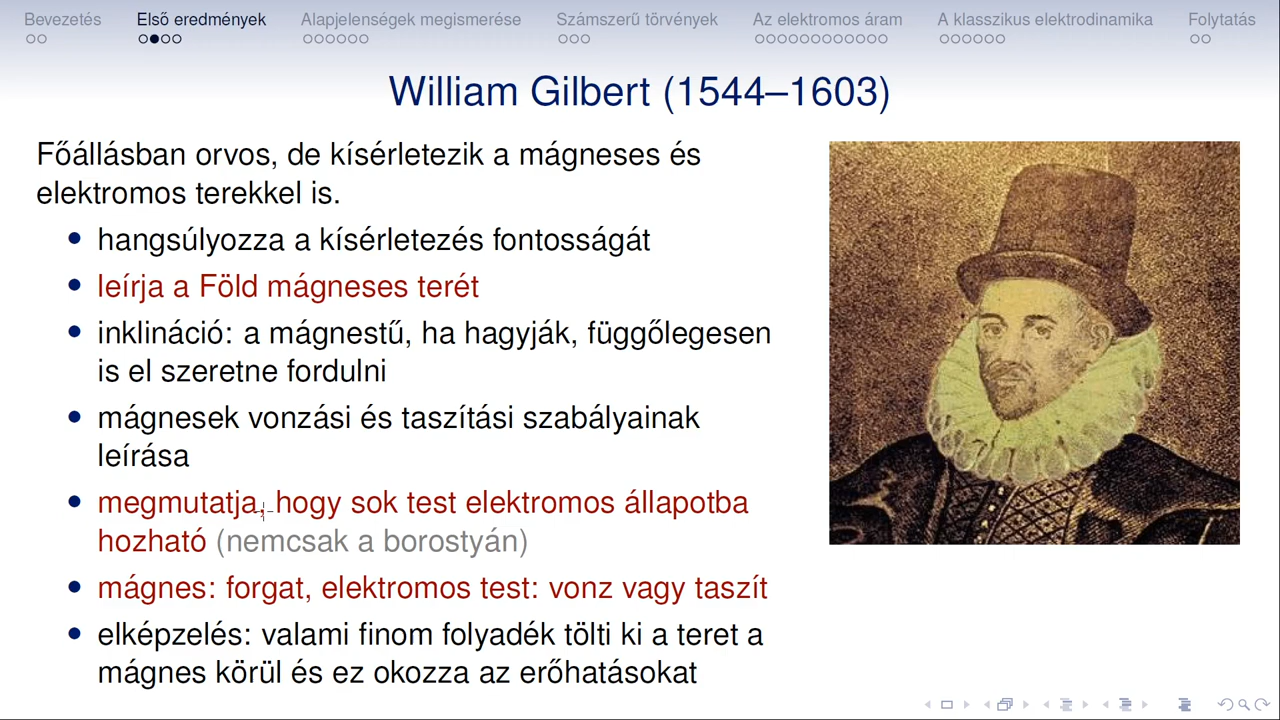 Bevezetés Első eredmények Alapjelenségek megismerése Számszerű törvények Az elektromos áram A klasszikus elektrodinamika Folytatás
William Gilbert (1544–1603)
Főállásban orvos, de kísérletezik a mágneses és
elektromos terekkel is.
hangsúlyozza a kísérletezés fontosságát
leírja a Föld mágneses terét
inklináció: a mágnestű, ha hagyják, függőlegesen
is el szeretne fordulni
mágnesek vonzási és taszítási szabályainak
leírása
megmutatja, hogy sok test elektromos állapotba
hozható (nemcsak a borostyán)
mágnes: forgat, elektromos test: vonz vagy taszít
elképzelés: valami finom folyadék tölti ki a teret a
mágnes körül és ez okozza az erőhatásokat